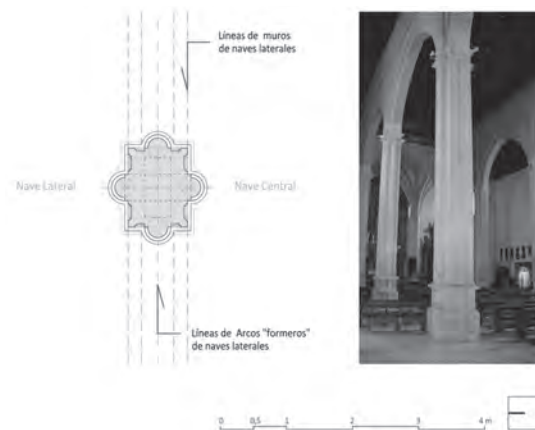 Líneas de muros
de naves laterales
Nave Lateral
Nave Central
Líneas de Arcos "formeros"
de naves laterales
0 0,5 1 2 3 4 m